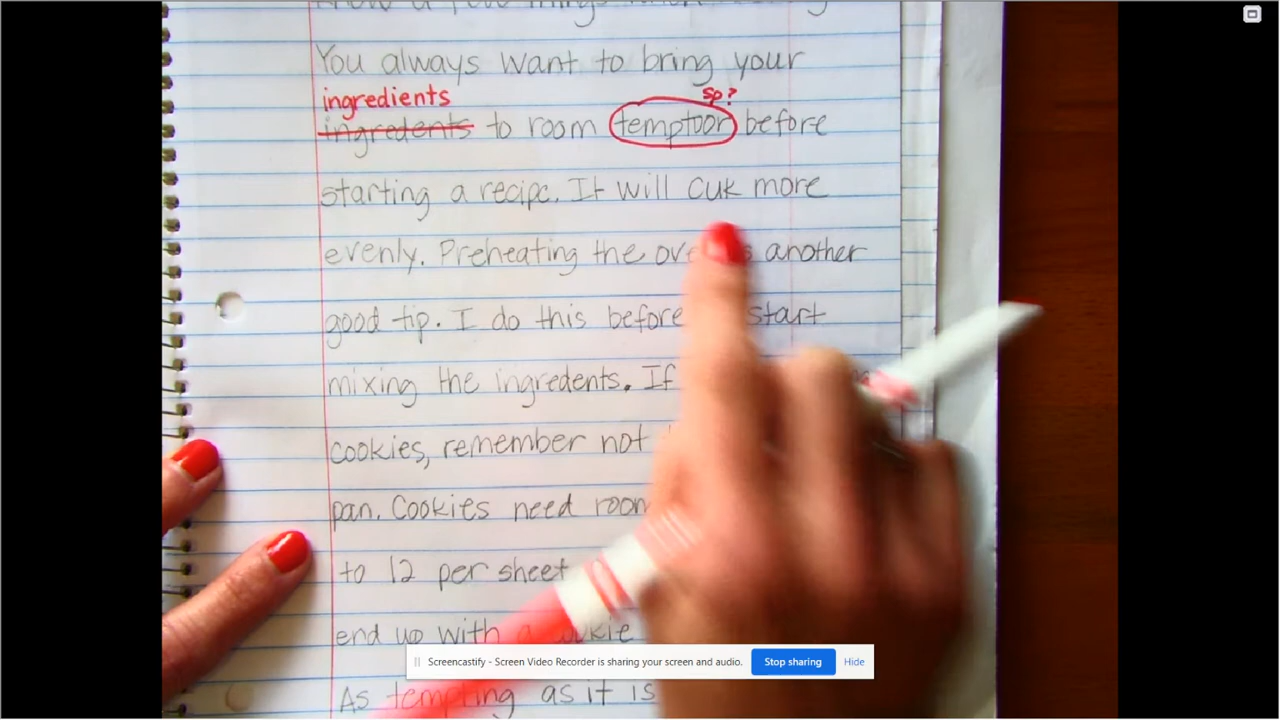 You always want to bring your
ingredients sp?
ingredents to room temptoor before
starting a recipe. It will cuk more
evenly. Preheating the another
good tip. I do this before start
mixing the ingredents. If
cookies, remember not
pan. Cookies need room
to 12 per sheet
end up with a cookie
Screencastify - Screen Video Recorder is sharing your screen and audio. Stop sharing Hide
As tempting as it is